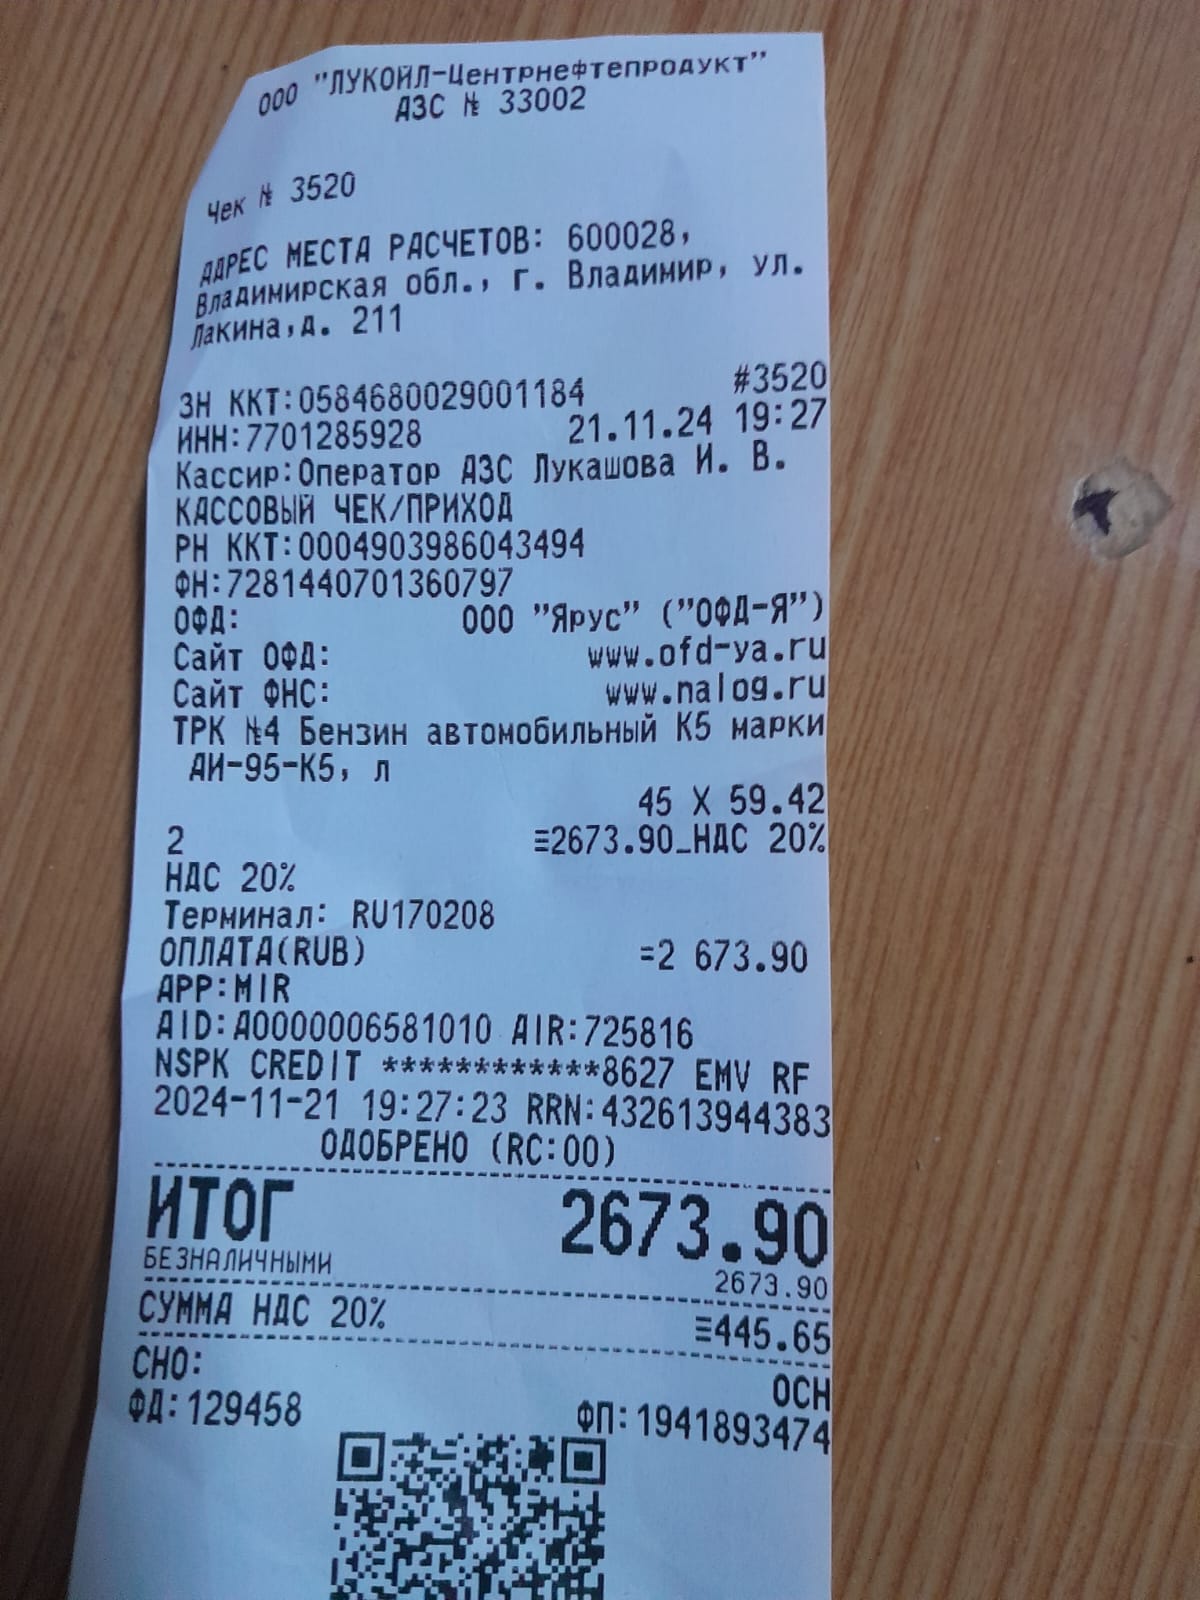 ООО "ЛУКОЙЛ-Центрнефтепродукт"
АЗС № 33002
Чек № 3520
АДРЕС МЕСТА РАСЧЕТОВ: 600028,
Владимирская обл., г. Владимир, ул.
Лакина,д. 211
#3520
ЗН ККТ:0584680029001184
ИНН:7701285928 21.11.24 19:27
Кассир:Оператор АЗС Лукашова И. В.
КАССОВЫЙ ЧЕК/ПРИХОД
РН ККТ:0004903986043494
ФН:7281440701360797
ОФД: ООО "Ярус" ("ОФД-Я")
Сайт ОФД: www.ofd-ya.ru
Сайт ФНС: www.nalog.ru
ТРК №4 Бензин автомобильный К5 марки
АИ-95-К5, л
45 X 59.42
2 ≡2673.90_НДС 20%
НДС 20%
Терминал: RU170208
ОПЛАТА(RUB) =2 673.90
APP:MIR
AID:A0000006581010 AIR:725816
NSPK CREDIT ************8627 EMV RF
2024-11-21 19:27:23 RRN:432613944383
ОДОБРЕНО (RC:00)
ИТОГ 2673.90
БЕЗНАЛИЧНЫМИ 2673.90
СУММА НДС 20% ≡445.65
СНО: ОСН
ФД:129458 ФП:1941893474